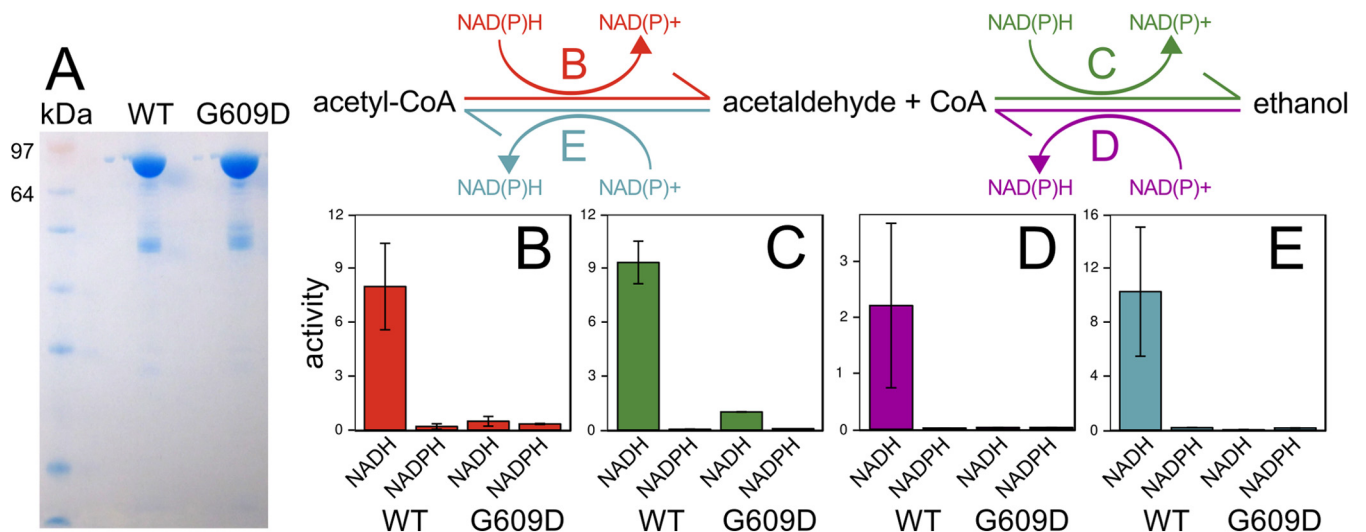 A
kDa WT G609D
97
64
NAD(P)H NAD(P)+
B
NAD(P)H NAD(P)+
C
acetyl-CoA acetaldehyde + CoA ethanol
E
NAD(P)H NAD(P)+
D
NAD(P)H NAD(P)+
activity
12
9
6
3
0
B
NADH NADPH NADH NADPH
WT G609D
12
9
6
3
0
C
NADH NADPH NADH NADPH
WT G609D
3
2
1
0
D
NADH NADPH NADH NADPH
WT G609D
16
12
8
4
0
E
NADH NADPH NADH NADPH
WT G609D